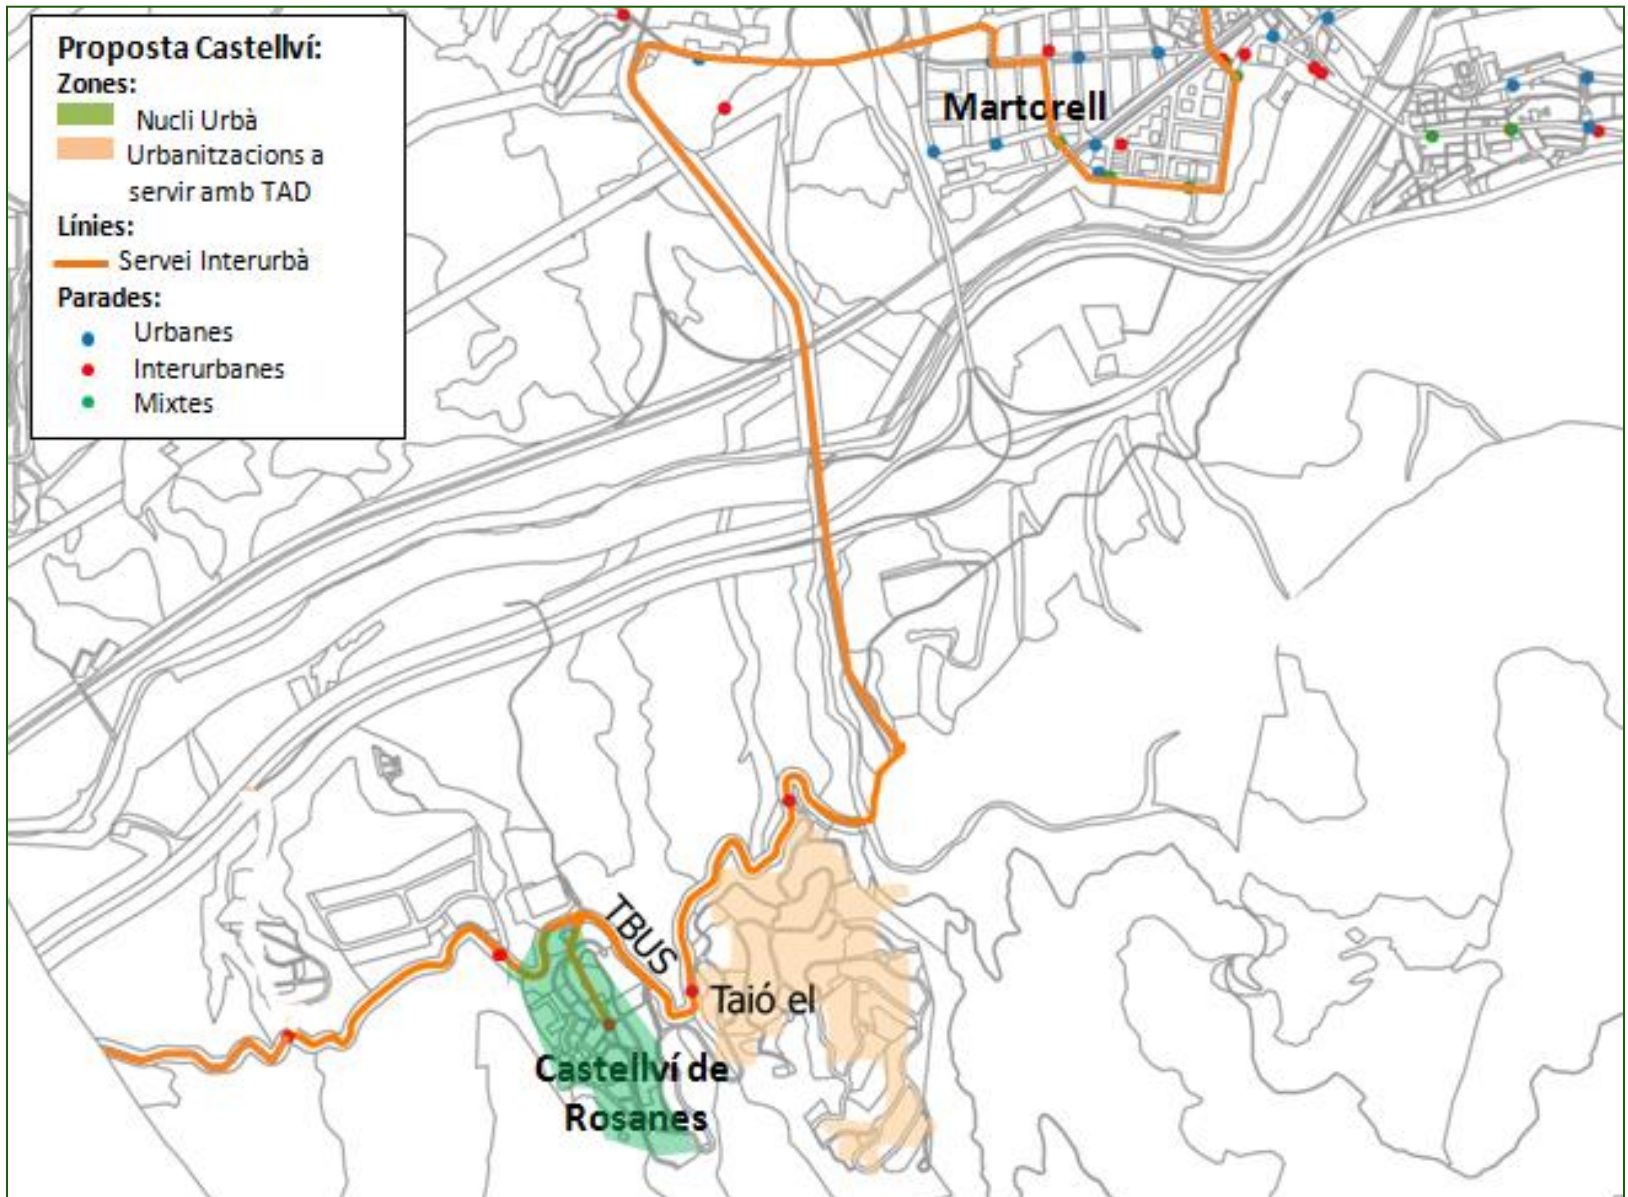 Proposta Castellví:
Zones:
Nucli Urbà
Urbanitzacions a
servir amb TAD
Línies:
Servei Interurbà
Parades:
Urbanes
Interurbanes
Mixtes
Martorell
TBUS
Taió el
Castellví de
Rosanes